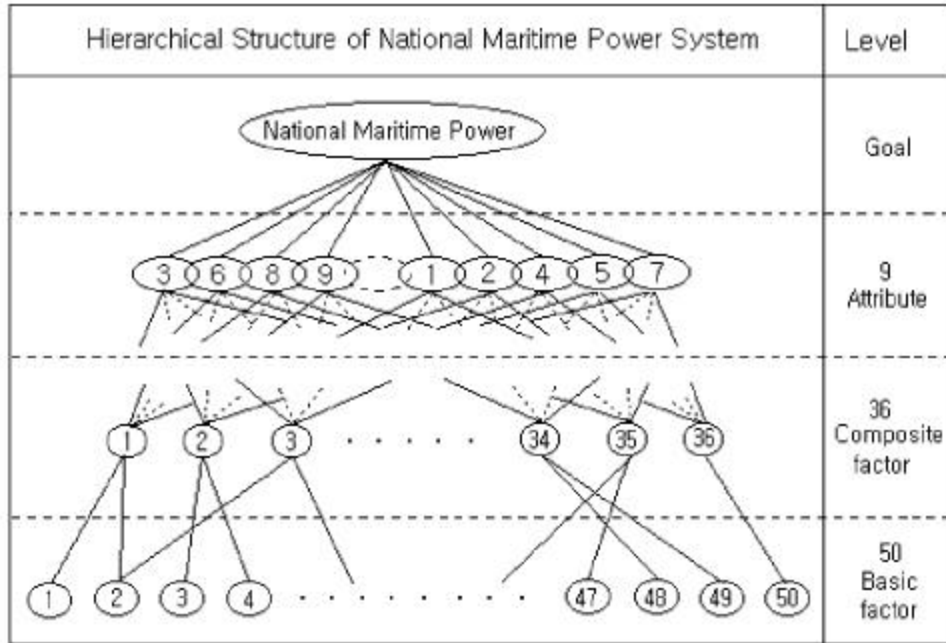 Hierarchical Structure of National Maritime Power System
Level
National Maritime Power
Goal
3 6 8 9 1 2 4 5 7
9
Attribute
1 2 3 · · · · · · 34 35 36
36
Composite
factor
1 2 3 4 · · · · · · · · 47 48 49 50
50
Basic
factor